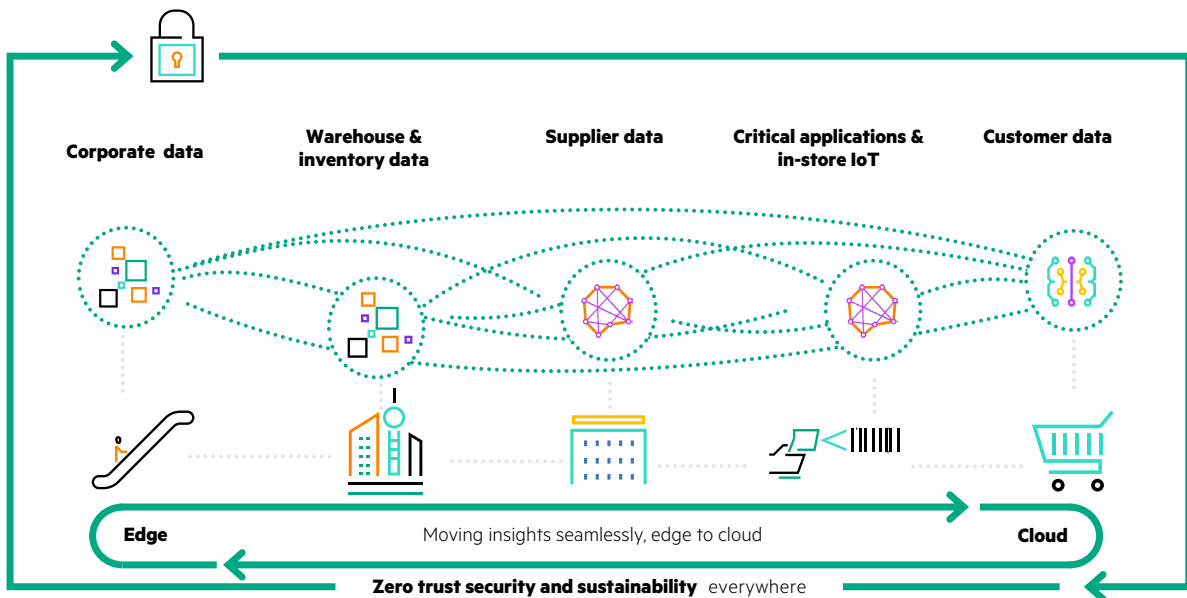 Corporate data
Warehouse &
inventory data
Supplier data
Critical applications &
in-store IoT
Customer data
Edge
Moving insights seamlessly, edge to cloud
Cloud
Zero trust security and sustainability everywhere